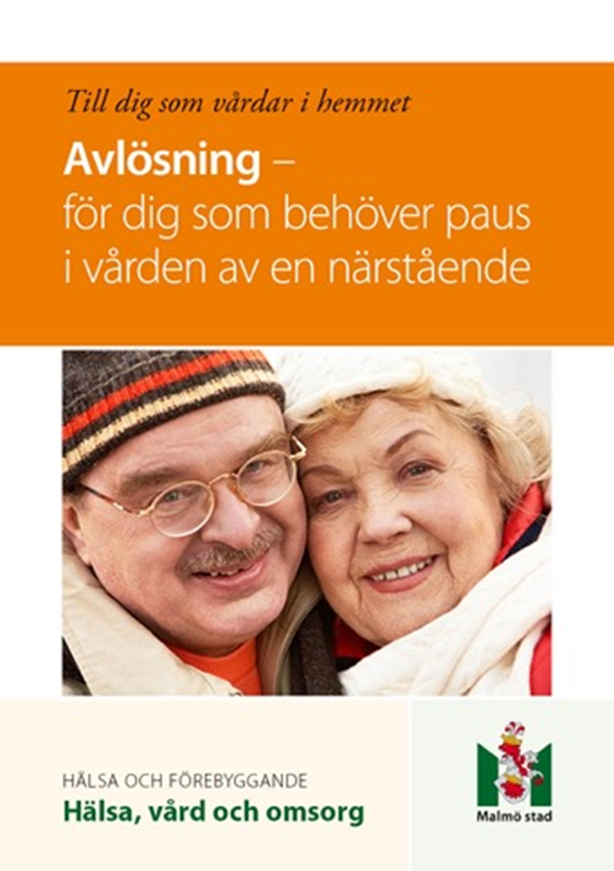 Till dig som vårdar i hemmet
Avlösning –
för dig som behöver paus
i vården av en närstående
HÄLSA OCH FÖREBYGGANDE
Hälsa, vård och omsorg
Malmö stad